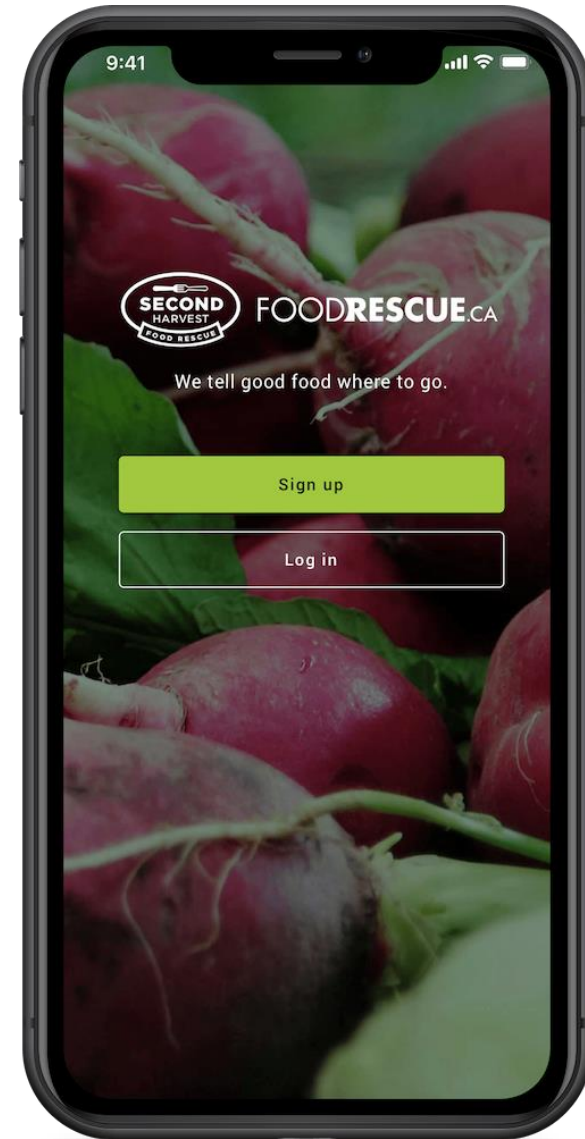 9:41
SECOND
HARVEST
FOOD RESCUE
FOODRESCUE.CA
We tell good food where to go.
Sign up
Log in